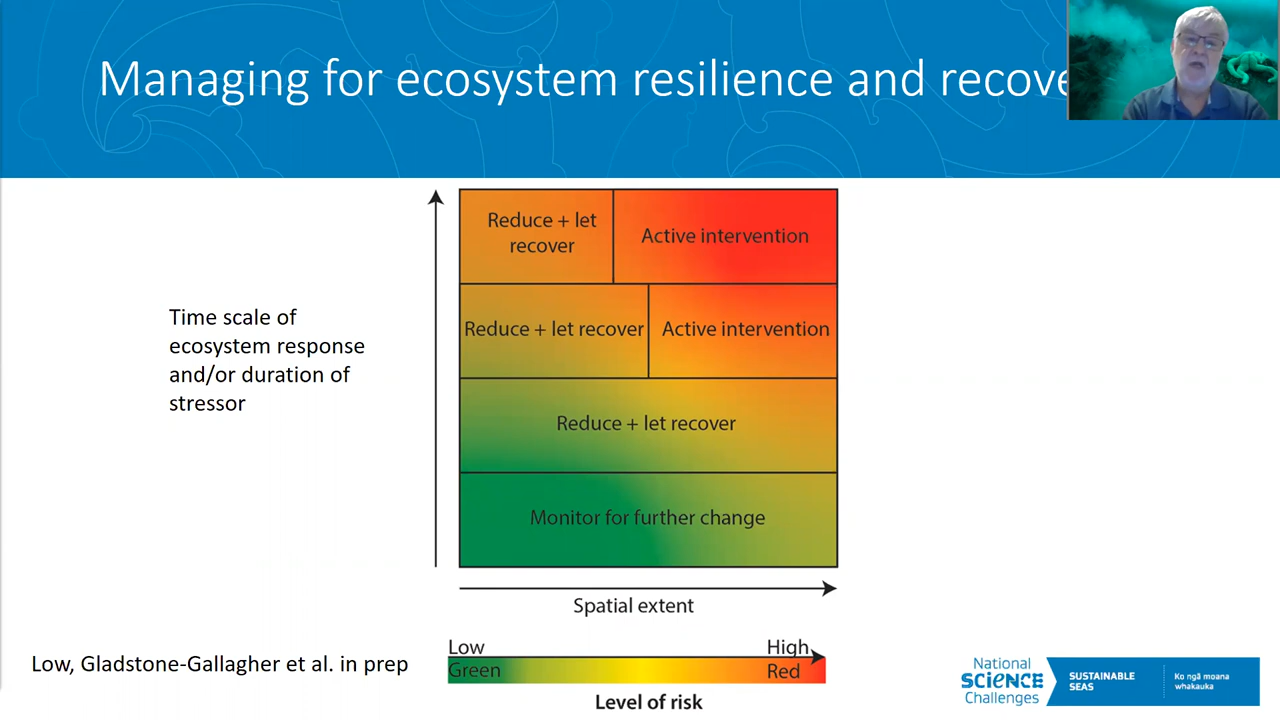 Managing for ecosystem resilience and recove
Reduce + let
recover
Active intervention
Reduce + let recover
Active intervention
Reduce + let recover
Monitor for further change
Time scale of
ecosystem response
and/or duration of
stressor
Spatial extent
Low
High
Green
Red
Level of risk
Low, Gladstone-Gallagher et al. in prep
National
SCIENCE
Challenges
SUSTAINABLE
SEAS
Ko ngā moana
whakauka